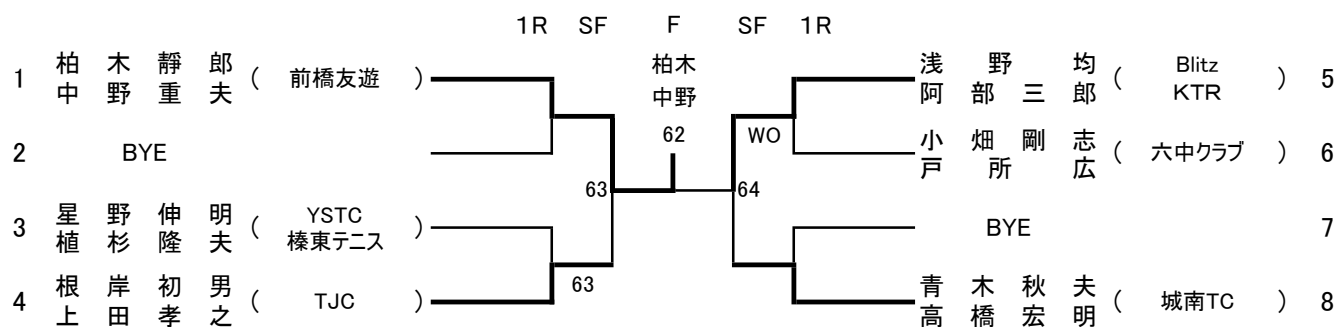 1R SF F SF 1R
柏木
中野
62
1 柏木靜郎 中野重夫 ( 前橋友遊 )
2 BYE
3 星野伸明 植杉隆夫 ( YSTC 榛東テニス )
4 根岸初男 上田孝之 ( TJC )
63
63
WO
64
浅野均 阿部三郎 ( Blitz KTR ) 5
小畑剛志 戸所広 ( 六中クラブ ) 6
BYE 7
青木秋夫 高橋宏明 ( 城南TC ) 8